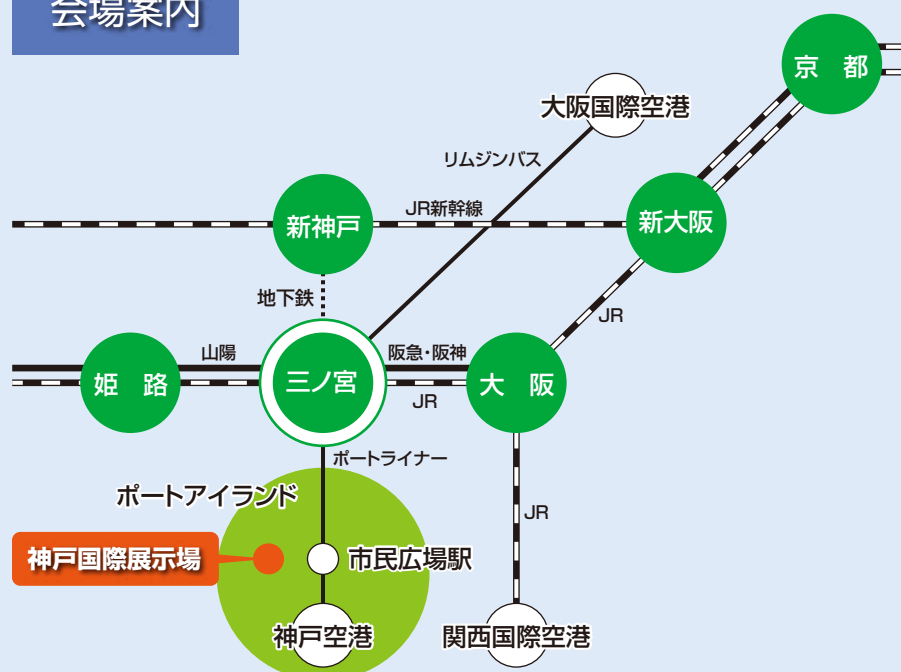 会場案内
京 都
大阪国際空港
リムジンバス
新神戸
JR新幹線
新大阪
地下鉄
JR
山陽
阪急・阪神
姫 路
三ノ宮
大 阪
JR
ポートライナー
ポートアイランド
JR
神戸国際展示場
市民広場駅
神戸空港
関西国際空港